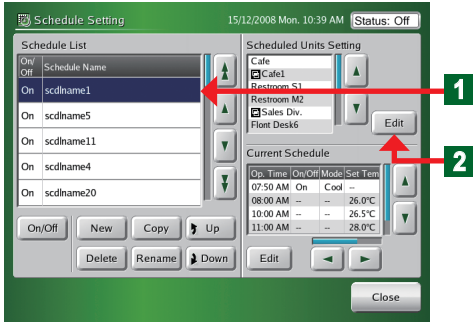 Schedule Setting 15/12/2008 Mon. 10:39 AM Status: Off
Schedule List
On/Off Schedule Name
On scdlname1
On scdlname5
On scdlname11
On scdlname4
On scdlname20
On/Off New Copy Up
Delete Rename Down
Scheduled Units Setting
Cafe
Cafe1
Restroom S1
Restroom M2
Sales Div.
Flont Desk6
Edit
Current Schedule
Op. Time On/Off Mode Set Tem
07:50 AM On Cool --
08:00 AM -- -- 26.0°C
10:00 AM -- -- 26.5°C
11:00 AM -- -- 28.0°C
Edit
Close
1
2